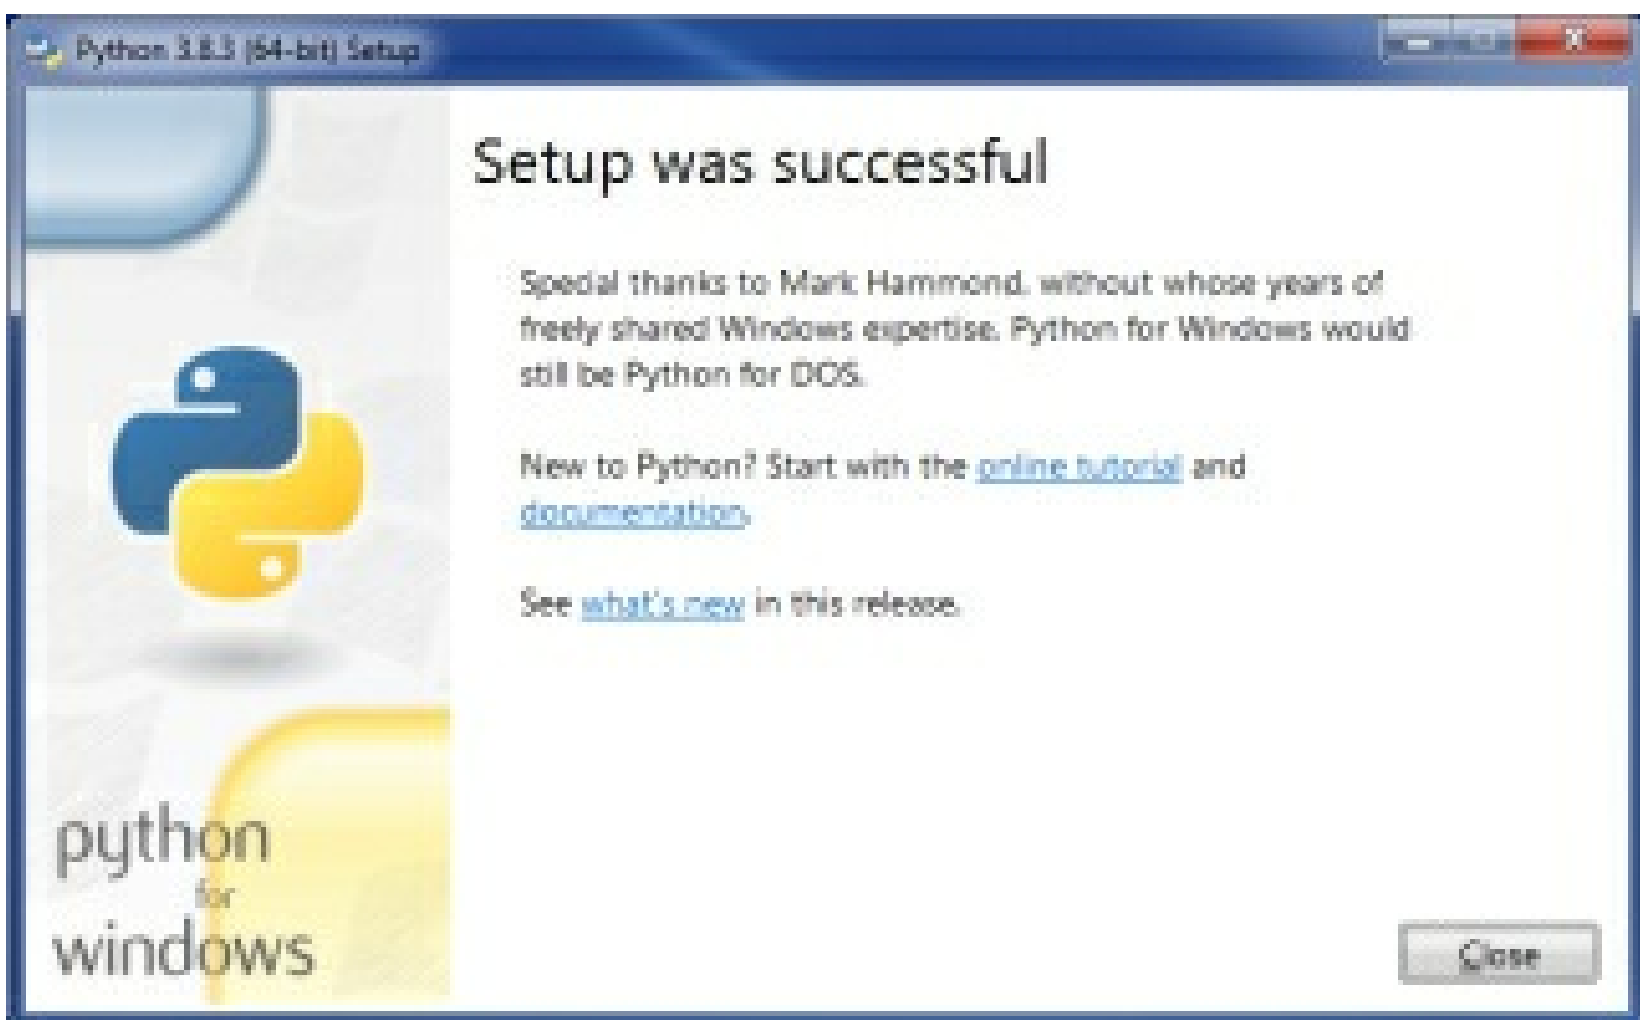 Python 3.8.3 (64-bit) Setup
Setup was successful
Special thanks to Mark Hammond, without whose years of
freely shared Windows expertise, Python for Windows would
still be Python for DOS.
New to Python? Start with the online tutorial and
documentation.
See what's new in this release.
python
for
windows
Close